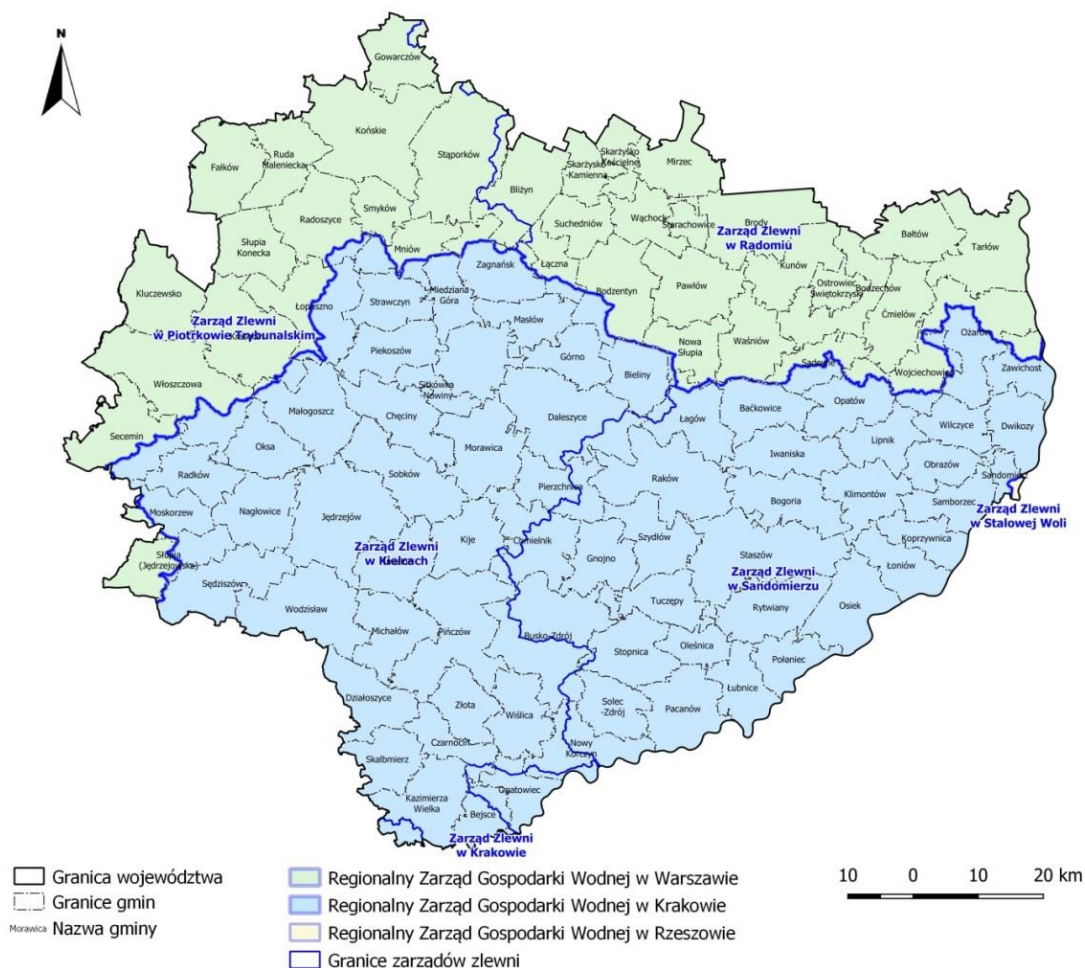 N
Gowarczów
Końskie
Stąporków
Fałków
Ruda
Maleniecka
Bliżyn
Skarżysko
-Kamienna
Skarżysko
Kościelne
Mirzec
Radoszyce
Smyków
Suchedniów
Wąchock
Starachowice
Brody
Zarząd Zlewni
w Radomiu
Bałtów
Tarłów
Słupia
Konecka
Mniów
Zagnańsk
Łączna
Kunów
Kluczewsko
Łopuszno
Strawczyn
Miedziana
Góra
Bodzentyn
Pawłów
Ostrowiec
Świętokrzyski
Bodzechów
Ćmielów
Zarząd Zlewni
w Piotrkowie Trybunalskim
Masłów
Ożarów
Piekoszów
Górno
Nowa
Słupia
Waśniów
Sadowie
Wojciechowice
Zawichost
Włoszczowa
Sitkówka
-Nowiny
Bieliny
Małogoszcz
Chęciny
Daleszyce
Łagów
Baćkowice
Opatów
Wilczyce
Dwikozy
Secemin
Oksa
Morawica
Lipnik
Iwaniska
Radków
Sobków
Pierzchnica
Raków
Obrazów
Sandomierz
Moskorzew
Nagłowice
Jędrzejów
Bogoria
Klimontów
Samborzec
Zarząd Zlewni
w Stalowej Woli
Słupia
(Jędrzejowska)
Zarząd Zlewni
w Kielcach
Kije
Chmielnik
Szydłów
Koprzywnica
Sędziszów
Gnojno
Staszów
Zarząd Zlewni
w Sandomierzu
Łoniów
Wodzisław
Tuczępy
Rytwiany
Osiek
Michałów
Pińczów
Busko-Zdrój
Stopnica
Oleśnica
Połaniec
Działoszyce
Złota
Wiślica
Solec
-Zdrój
Pacanów
Łubnice
Czarnocin
Nowy
Korczyn
Skalbmierz
Kazimierza
Wielka
Opatowiec
Bejsce
Zarząd Zlewni
w Krakowie
Granica województwa
Granice gmin
Morawica Nazwa gminy
Regionalny Zarząd Gospodarki Wodnej w Warszawie
Regionalny Zarząd Gospodarki Wodnej w Krakowie
Regionalny Zarząd Gospodarki Wodnej w Rzeszowie
Granice zarządów zlewni
10 0 10 20 km